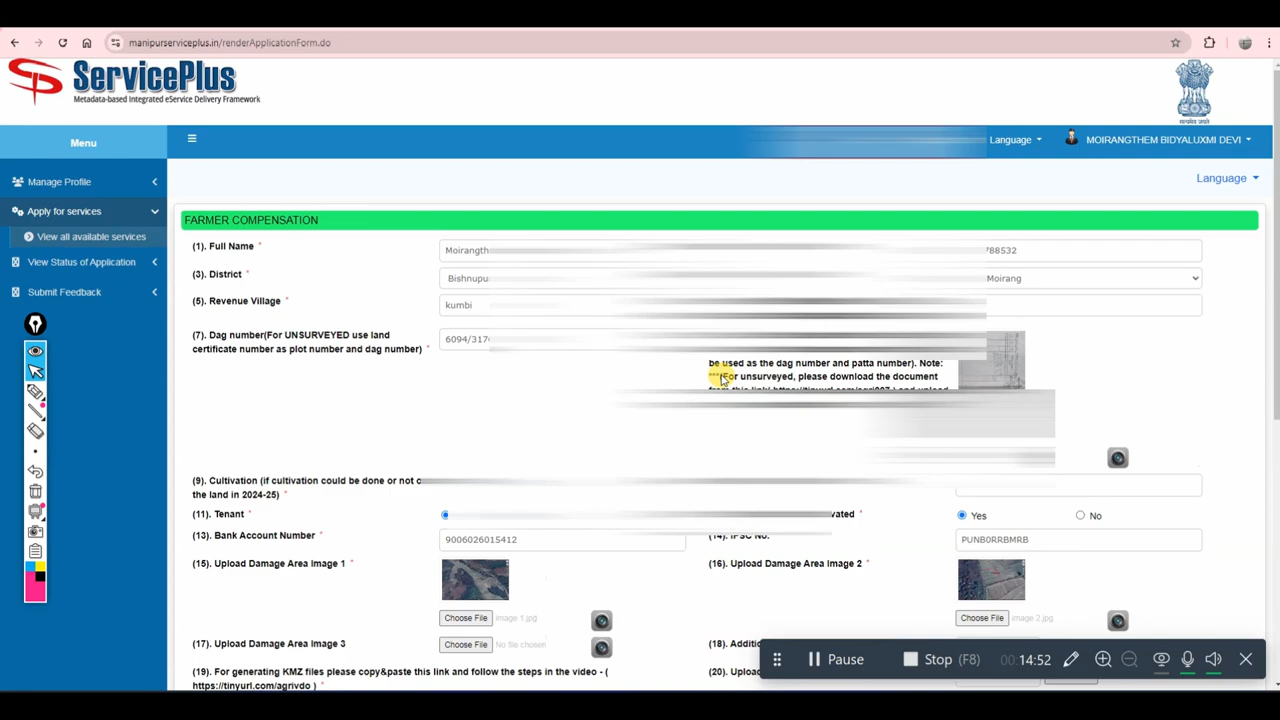 manipurserviceplus.in/renderApplicationForm.do
ServicePlus
Metadata-based Integrated eService Delivery Framework
Menu
Language
MOIRANGTHEM BIDYALUXMI DEVI
Manage Profile
Language
Apply for services
View all available services
View Status of Application
Submit Feedback
FARMER COMPENSATION
(1). Full Name *
Moirangth
788532
(3). District *
Bishnupu
Moirang
(5). Revenue Village *
kumbi
(7). Dag number(For UNSURVEYED use land
certificate number as plot number and dag number) *
6094/317
be used as the dag number and patta number). Note:
unsurveyed, please download the document
(9). Cultivation (if cultivation could be done or not
the land in 2024-25) *
(11). Tenant *
vated *
Yes
No
(13). Bank Account Number *
9006026015412
(14). IFSC No.
PUNB0RRBMRB
(15). Upload Damage Area Image 1 *
(16). Upload Damage Area Image 2 *
Choose File image 1.jpg
Choose File image 2.jpg
(17). Upload Damage Area Image 3
Choose File No file chosen
(18).
(19). For generating KMZ files please copy&paste this link and follow the steps in the video - (
https://tinyurl.com/agrivdo ) *
(20).
Pause
Stop (F8)
00:14:52